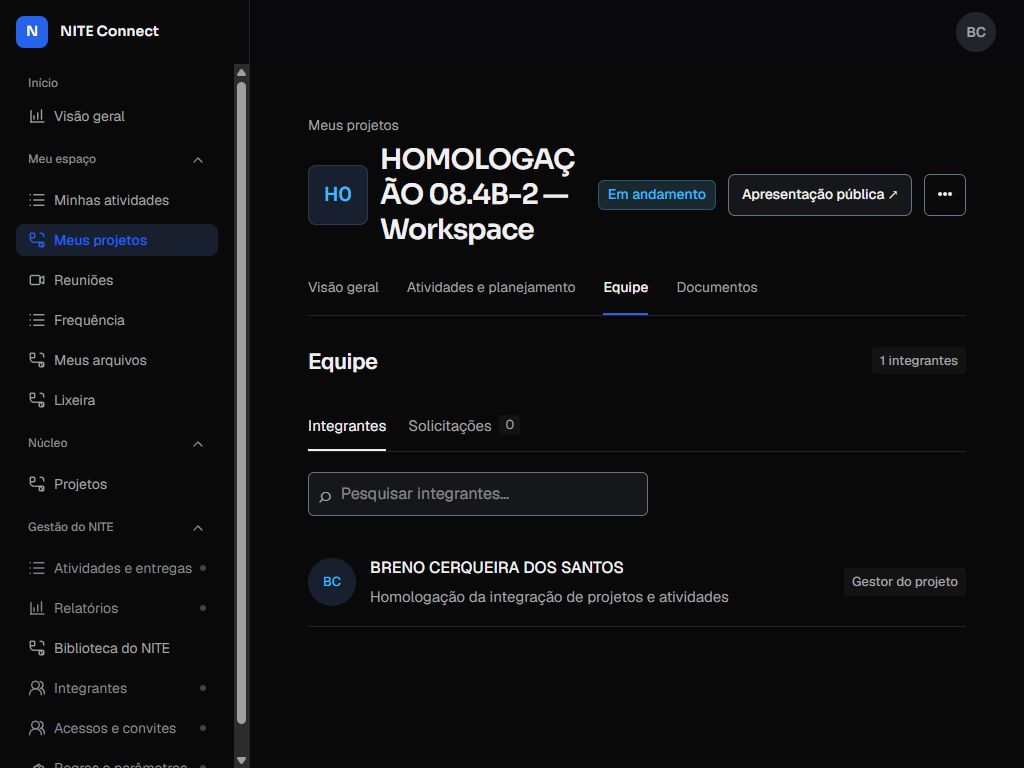 N NITE Connect
BC
Início
Visão geral
Meu espaço
Minhas atividades
Meus projetos
Reuniões
Frequência
Meus arquivos
Lixeira
Núcleo
Projetos
Gestão do NITE
Atividades e entregas
Relatórios
Biblioteca do NITE
Integrantes
Acessos e convites
Regras e parâmetros
Meus projetos
H0
HOMOLOGAÇ
ÃO 08.4B-2 —
Workspace
Em andamento
Apresentação pública ↗
•••
Visão geral Atividades e planejamento Equipe Documentos
Equipe
1 integrantes
Integrantes Solicitações 0
⌕ Pesquisar integrantes...
BC
BRENO CERQUEIRA DOS SANTOS
Homologação da integração de projetos e atividades
Gestor do projeto